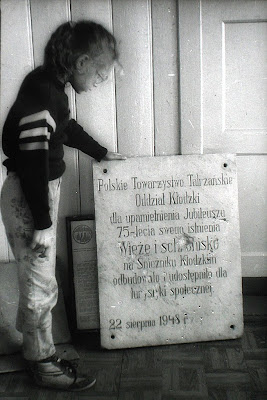 Polskie Towarzystwo Tatrzańskie
Oddział Kłodzki
dla upamiętnienia Jubileuszu
75-lecia swego istnienia
Wieżę i schronisko
na Śnieżniku Kłodzkim
odbudowało i udostępniło dla
turystyki społecznej.
22 sierpnia 1948 r.